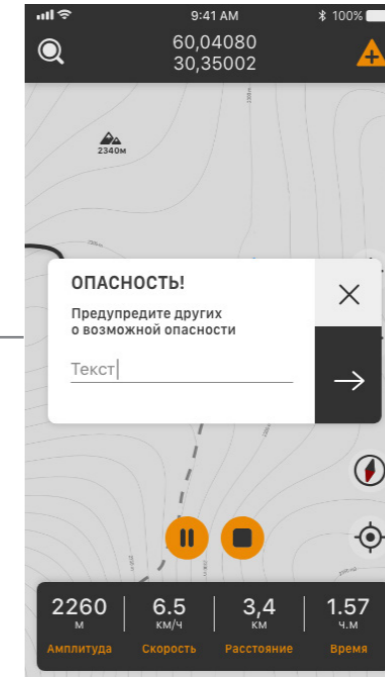 9:41 AM
100%
60,04080
30,35002
2340м
ОПАСНОСТЬ!
Предупредите других
о возможной опасности
Текст
2260
6.5
3,4
1.57
м
км/ч
км
ч.м
Амплитуда
Скорость
Расстояние
Время